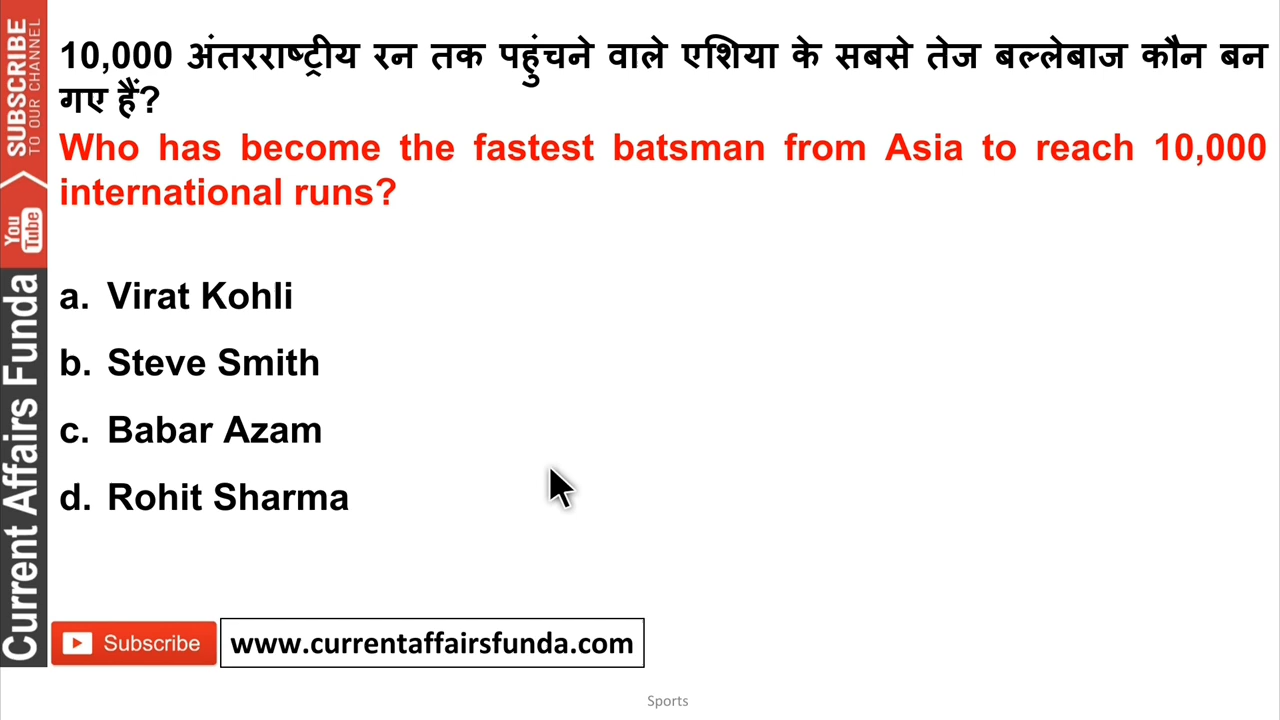 10,000 अंतरराष्ट्रीय रन तक पहुंचने वाले एशिया के सबसे तेज बल्लेबाज कौन बन
गए हैं?
Who has become the fastest batsman from Asia to reach 10,000
international runs?
a. Virat Kohli
b. Steve Smith
c. Babar Azam
d. Rohit Sharma
SUBSCRIBE
TO OUR CHANNEL
You
Tube
Current Affairs Funda
Subscribe
www.currentaffairsfunda.com
Sports